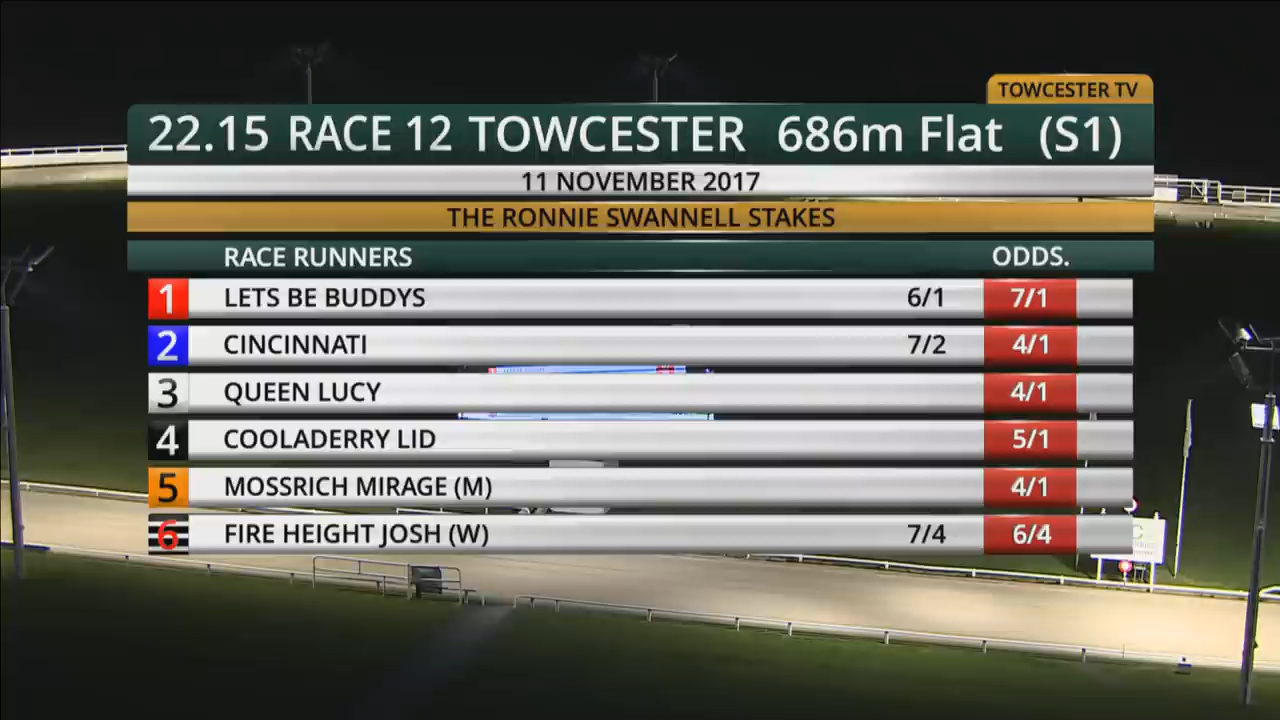 TOWCESTER TV
22.15 RACE 12 TOWCESTER 686m Flat (S1)
11 NOVEMBER 2017
THE RONNIE SWANNELL STAKES
RACE RUNNERS ODDS.
1 LETS BE BUDDYS 6/1 7/1
2 CINCINNATI 7/2 4/1
3 QUEEN LUCY 4/1
4 COOLADERRY LID 5/1
5 MOSSRICH MIRAGE (M) 4/1
6 FIRE HEIGHT JOSH (W) 7/4 6/4